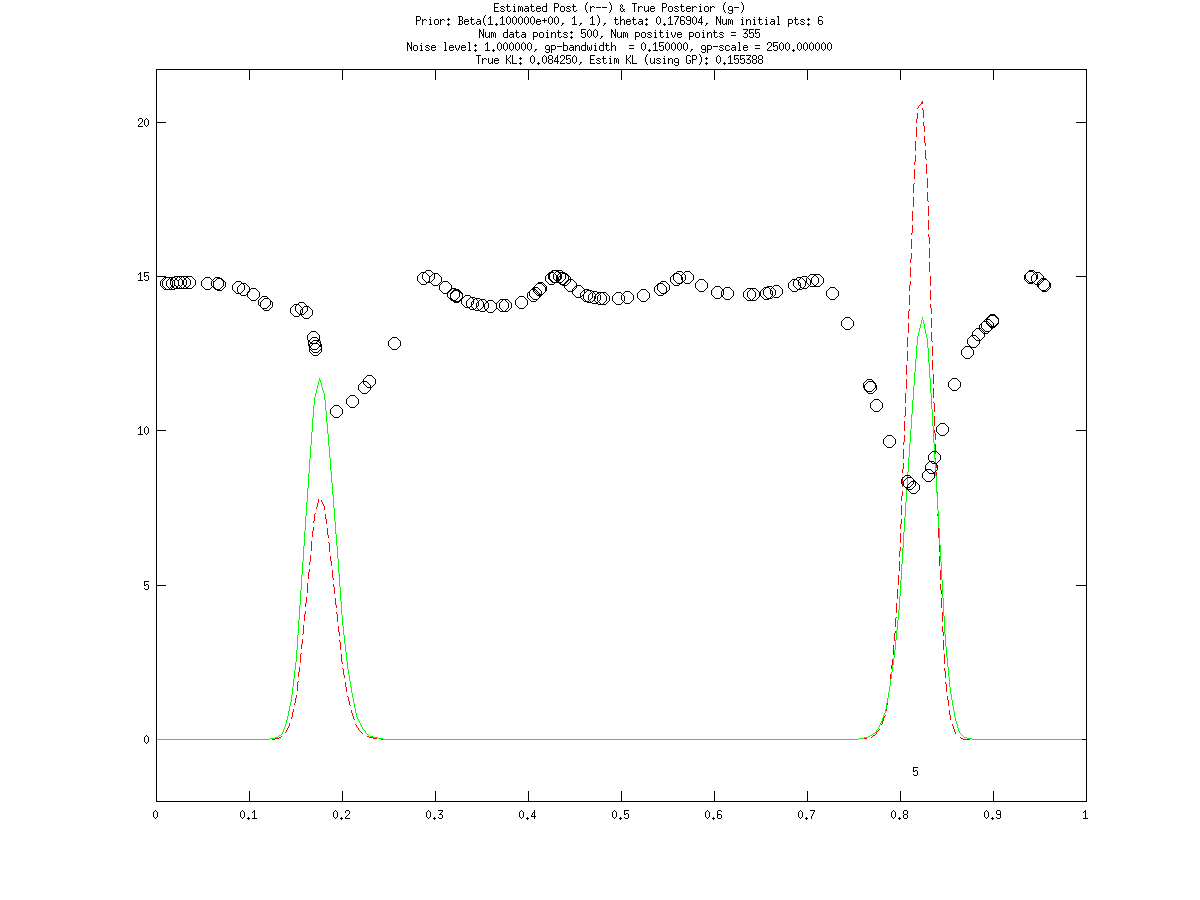 Estimated Post (r--) & True Posterior (g-)
Prior: Beta(1.100000e+00, 1, 1), theta: 0.176904, Num initial pts: 6
Num data points: 500, Num positive points = 355
Noise level: 1.000000, gp-bandwidth  = 0.150000, gp-scale = 2500.000000
True KL: 0.084250, Estim KL (using GP): 0.155388
20
15
10
5
0
5
0 0.1 0.2 0.3 0.4 0.5 0.6 0.7 0.8 0.9 1